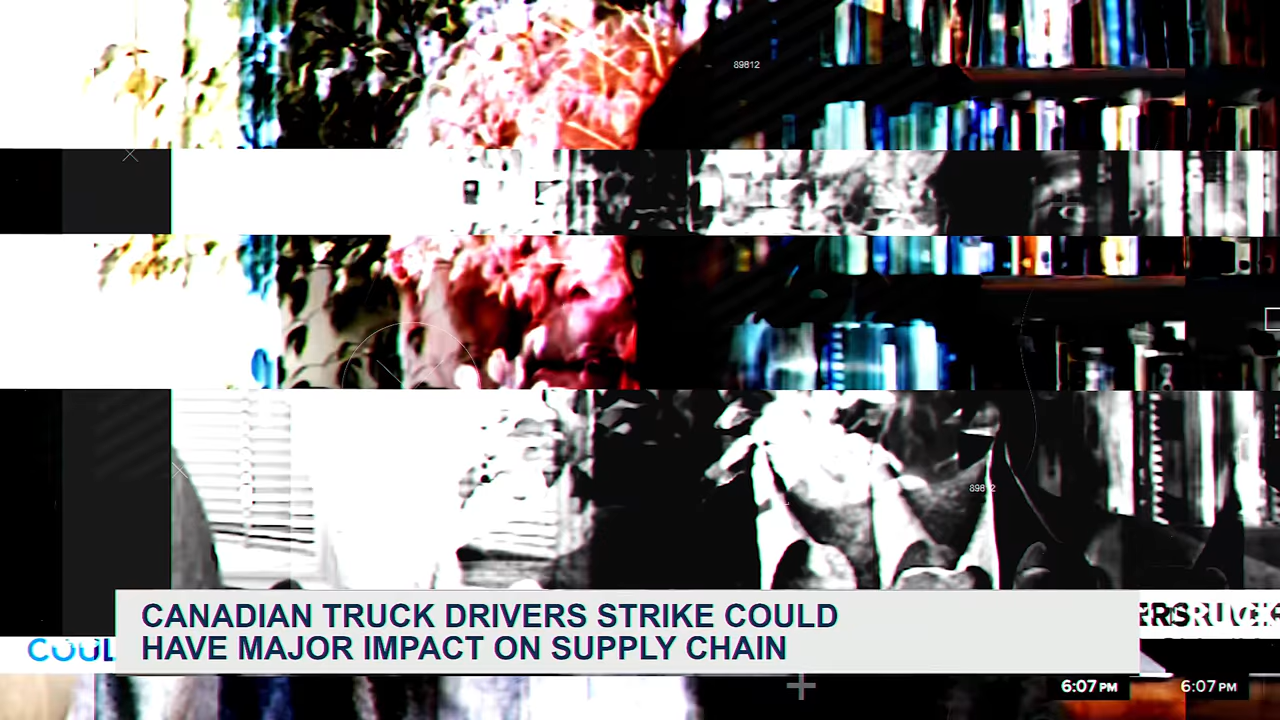 89812
CANADIAN TRUCK DRIVERS STRIKE COULD
HAVE MAJOR IMPACT ON SUPPLY CHAIN
COUL
6:07 PM
6:07 PM